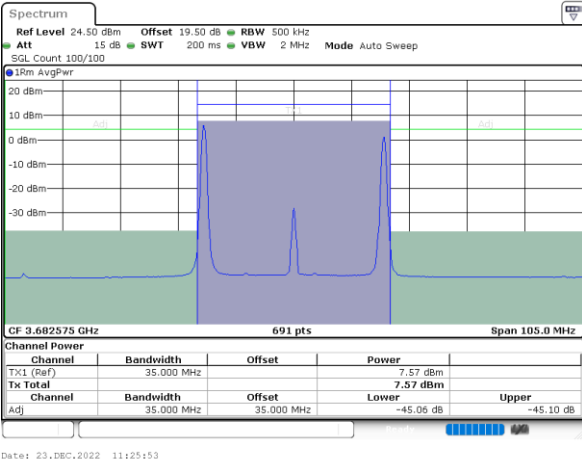 Spectrum
Ref Level 24.50 dBm Offset 19.50 dB RBW 500 kHz
Att 15 dB SWT 200 ms VBW 2 MHz Mode Auto Sweep
SGL Count 100/100
1Rm AvgPwr
20 dBm
TX1
10 dBm
Adj Adj
0 dBm
-10 dBm
-20 dBm
-30 dBm
CF 3.682575 GHz 691 pts Span 105.0 MHz
Channel Power
Channel Bandwidth Offset Power
TX1 (Ref) 35.000 MHz 7.57 dBm
Tx Total 7.57 dBm
Channel Bandwidth Offset Lower Upper
Adj 35.000 MHz 35.000 MHz -45.06 dB -45.10 dB
Ready
Date: 23.DEC.2022 11:25:53